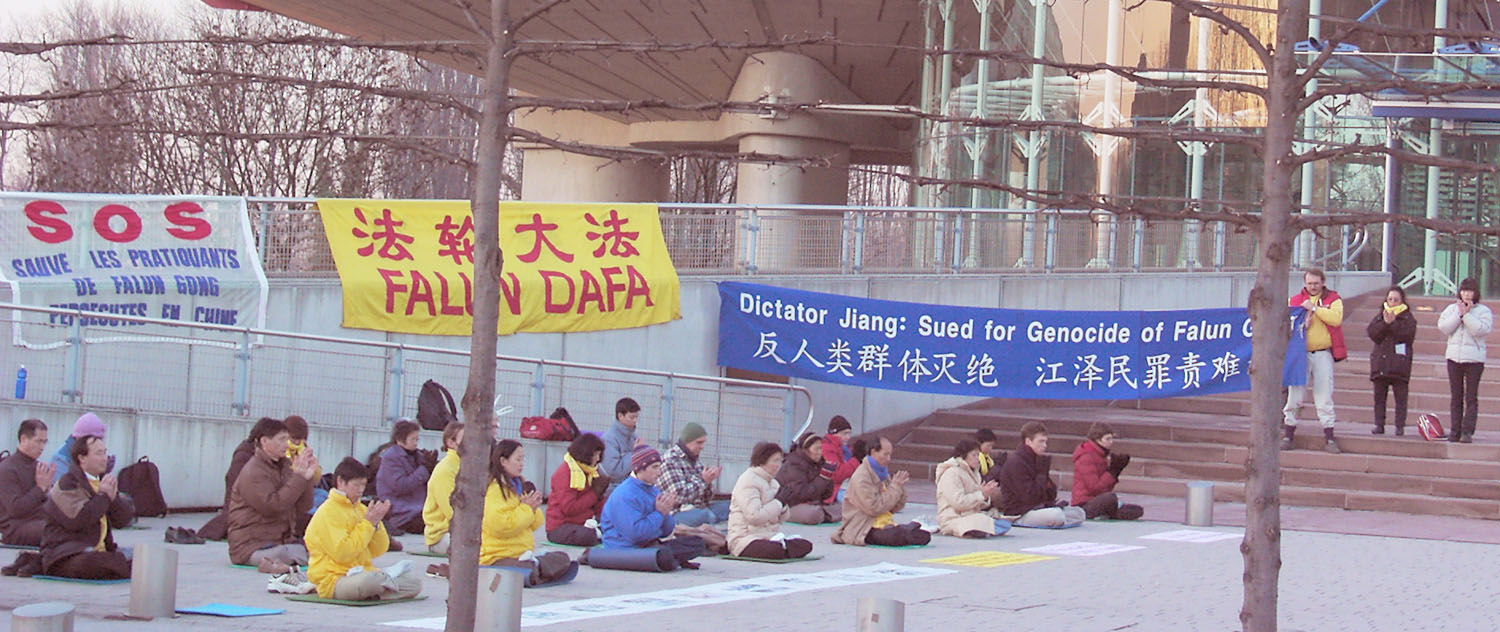 SOS
SAUVE LES PRATIQUANTS
DE FALUN GONG
PERSECUTES EN CHINE
法轮大法
FALUN DAFA
Dictator Jiang: Sued for Genocide of Falun G
反人类群体灭绝 江泽民罪责难